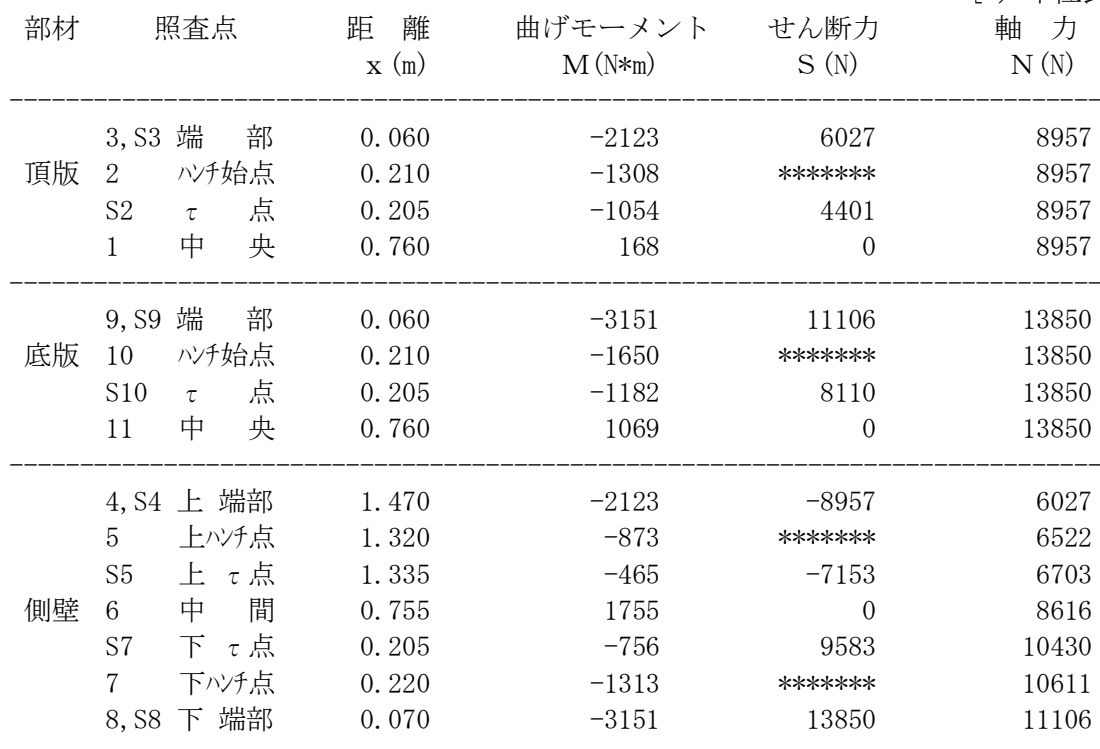 部材 照査点 距 離 曲げモーメント せん断力 軸 力
x (m) M(N*m) S (N) N (N)
3, S3 端 部 0.060 -2123 6027 8957
頂版 2 ハンチ始点 0.210 -1308 ******* 8957
S2 τ 点 0.205 -1054 4401 8957
1 中 央 0.760 168 0 8957
9, S9 端 部 0.060 -3151 11106 13850
底版 10 ハンチ始点 0.210 -1650 ******* 13850
S10 τ 点 0.205 -1182 8110 13850
11 中 央 0.760 1069 0 13850
4, S4 上 端部 1.470 -2123 -8957 6027
5 上ハンチ点 1.320 -873 ******* 6522
S5 上 τ 点 1.335 -465 -7153 6703
側壁 6 中 間 0.755 1755 0 8616
S7 下 τ 点 0.205 -756 9583 10430
7 下ハンチ点 0.220 -1313 ******* 10611
8, S8 下 端部 0.070 -3151 13850 11106